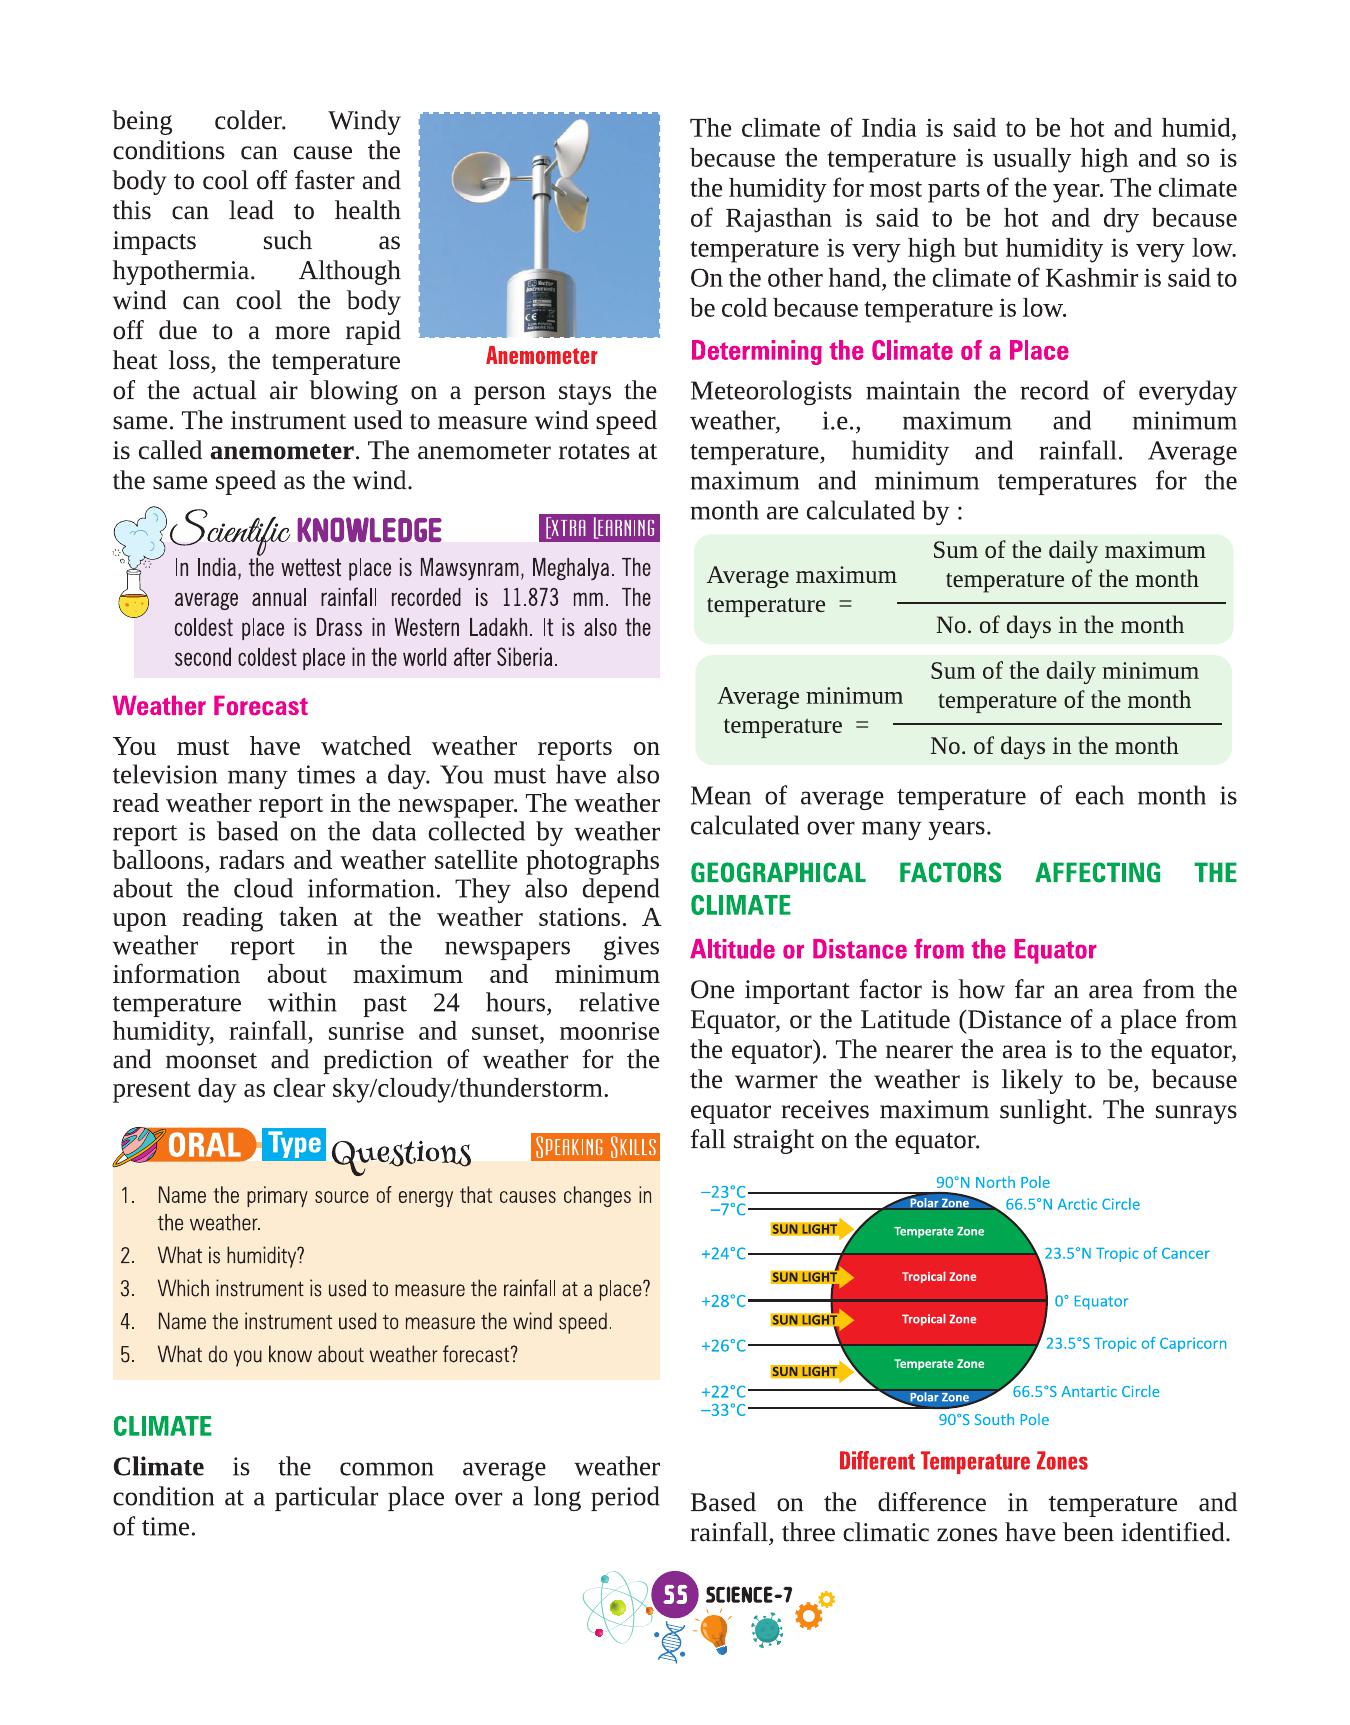 being colder. Windy
conditions can cause the
body to cool off faster and
this can lead to health
impacts such as
hypothermia. Although
wind can cool the body
off due to a more rapid
heat loss, the temperature
Anemometer
of the actual air blowing on a person stays the
same. The instrument used to measure wind speed
is called anemometer. The anemometer rotates at
the same speed as the wind.
Scientific KNOWLEDGE
EXTRA LEARNING
In India, the wettest place is Mawsynram, Meghalya. The
average annual rainfall recorded is 11.873 mm. The
coldest place is Drass in Western Ladakh. It is also the
second coldest place in the world after Siberia.
Weather Forecast
You must have watched weather reports on
television many times a day. You must have also
read weather report in the newspaper. The weather
report is based on the data collected by weather
balloons, radars and weather satellite photographs
about the cloud information. They also depend
upon reading taken at the weather stations. A
weather report in the newspapers gives
information about maximum and minimum
temperature within past 24 hours, relative
humidity, rainfall, sunrise and sunset, moonrise
and moonset and prediction of weather for the
present day as clear sky/cloudy/thunderstorm.
ORAL Type Questions
SPEAKING SKILLS
1. Name the primary source of energy that causes changes in
the weather.
2. What is humidity?
3. Which instrument is used to measure the rainfall at a place?
4. Name the instrument used to measure the wind speed.
5. What do you know about weather forecast?
CLIMATE
Climate is the common average weather
condition at a particular place over a long period
of time.
The climate of India is said to be hot and humid,
because the temperature is usually high and so is
the humidity for most parts of the year. The climate
of Rajasthan is said to be hot and dry because
temperature is very high but humidity is very low.
On the other hand, the climate of Kashmir is said to
be cold because temperature is low.
Determining the Climate of a Place
Meteorologists maintain the record of everyday
weather, i.e., maximum and minimum
temperature, humidity and rainfall. Average
maximum and minimum temperatures for the
month are calculated by :
Sum of the daily maximum
Average maximum
temperature of the month
temperature =
No. of days in the month
Sum of the daily minimum
Average minimum
temperature of the month
temperature =
No. of days in the month
Mean of average temperature of each month is
calculated over many years.
GEOGRAPHICAL FACTORS AFFECTING THE
CLIMATE
Altitude or Distance from the Equator
One important factor is how far an area from the
Equator, or the Latitude (Distance of a place from
the equator). The nearer the area is to the equator,
the warmer the weather is likely to be, because
equator receives maximum sunlight. The sunrays
fall straight on the equator.
90°N North Pole
–23°C
–7°C
Polar Zone
66.5°N Arctic Circle
SUN LIGHT
Temperate Zone
+24°C
23.5°N Tropic of Cancer
SUN LIGHT
Tropical Zone
+28°C
0° Equator
SUN LIGHT
Tropical Zone
+26°C
23.5°S Tropic of Capricorn
SUN LIGHT
Temperate Zone
+22°C
Polar Zone
66.5°S Antartic Circle
–33°C
90°S South Pole
Different Temperature Zones
Based on the difference in temperature and
rainfall, three climatic zones have been identified.
55 SCIENCE-7